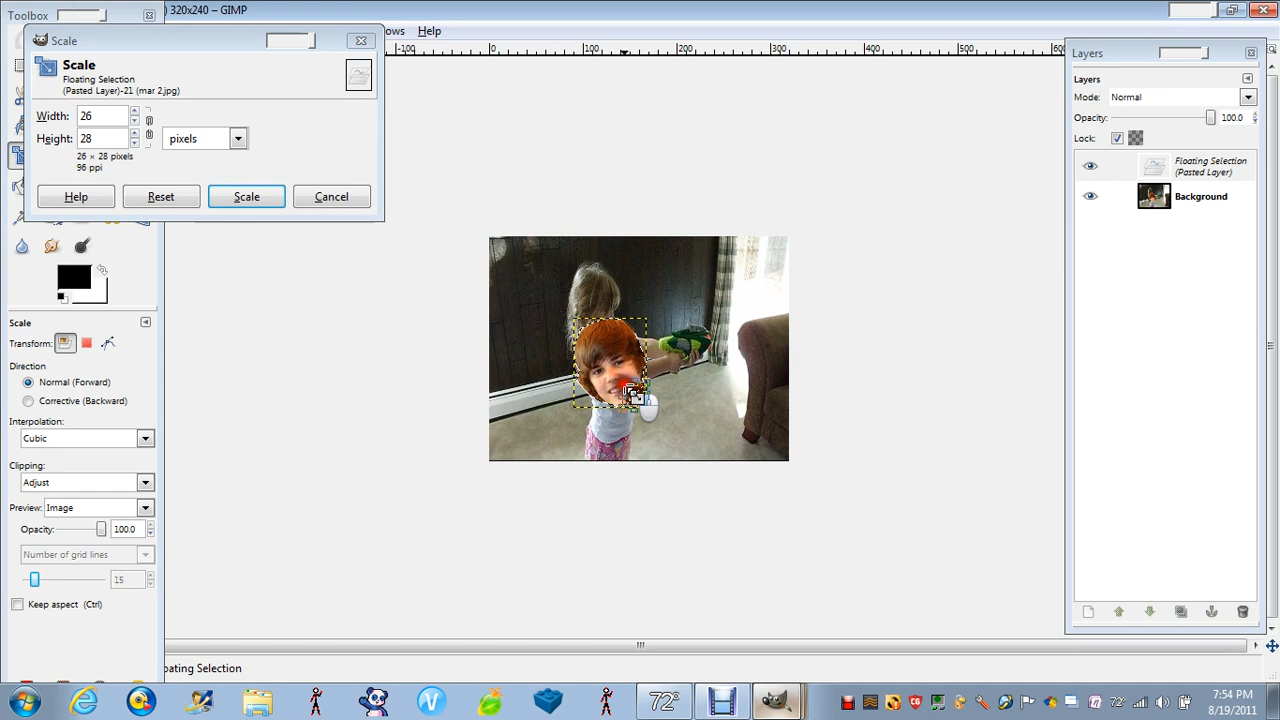 Toolbox
) 320x240 – GIMP
Scale
ows Help
-100 0 100 200 300 400 500 600
Scale
Floating Selection
(Pasted Layer)-21 (mar 2.jpg)
Width: 26
Height: 28 pixels
26 × 28 pixels
96 ppi
Help Reset Scale Cancel
Layers
Layers
Mode: Normal
Opacity: 100.0
Lock:
Floating Selection
(Pasted Layer)
Background
Scale
Transform:
Direction
Normal (Forward)
Corrective (Backward)
Interpolation:
Cubic
Clipping:
Adjust
Preview: Image
Opacity: 100.0
Number of grid lines
15
Keep aspect (Ctrl)
oating Selection
72°
72°
7:54 PM
8/19/2011